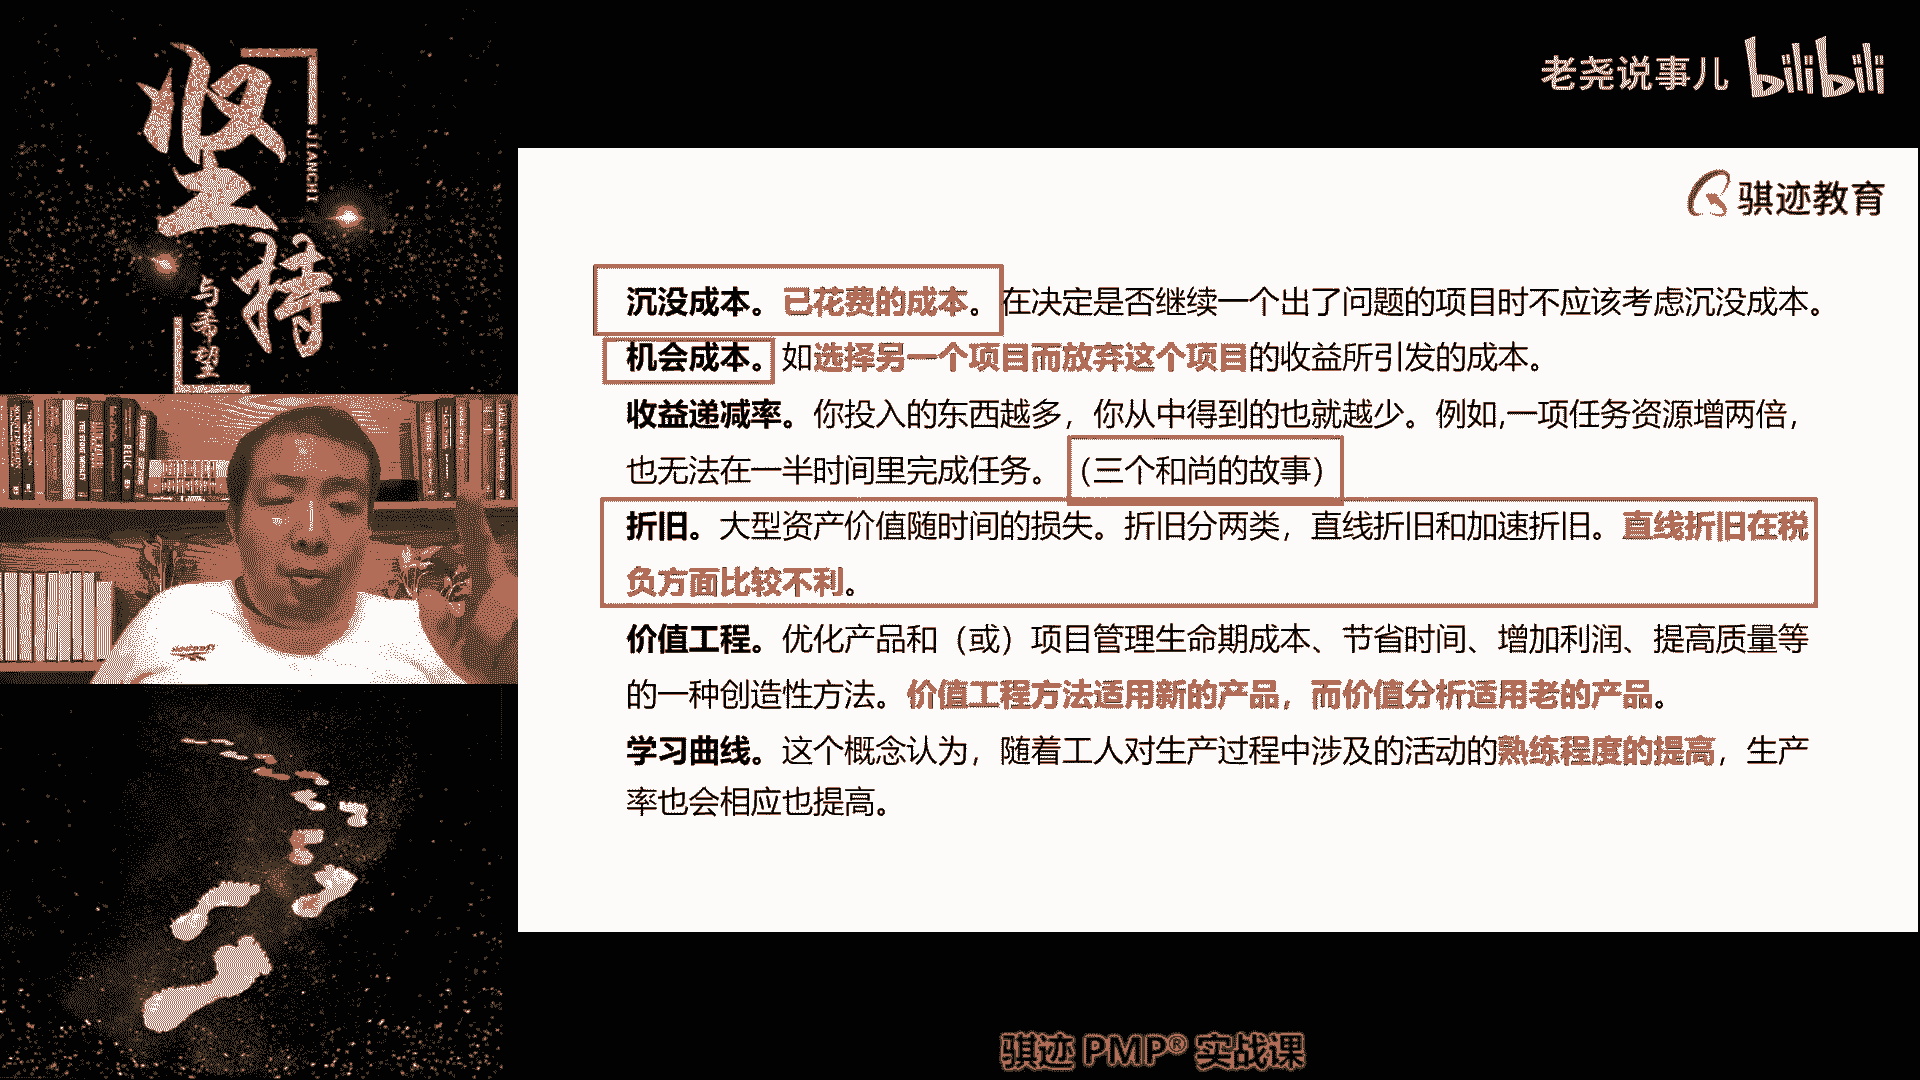 坚持
JIANCHI
与希望
老尧说事儿 bilibili
骐迹教育
沉没成本。已花费的成本。在决定是否继续一个出了问题的项目时不应该考虑沉没成本。
机会成本。如选择另一个项目而放弃这个项目的收益所引发的成本。
收益递减率。你投入的东西越多，你从中得到的也就越少。例如,一项任务资源增两倍，
也无法在一半时间里完成任务。（三个和尚的故事）
折旧。大型资产价值随时间的损失。折旧分两类，直线折旧和加速折旧。直线折旧在税
负方面比较不利。
价值工程。优化产品和（或）项目管理生命期成本、节省时间、增加利润、提高质量等
的一种创造性方法。价值工程方法适用新的产品，而价值分析适用老的产品。
学习曲线。这个概念认为，随着工人对生产过程中涉及的活动的熟练程度的提高，生产
率也会相应也提高。
骐迹 PMP® 实战课